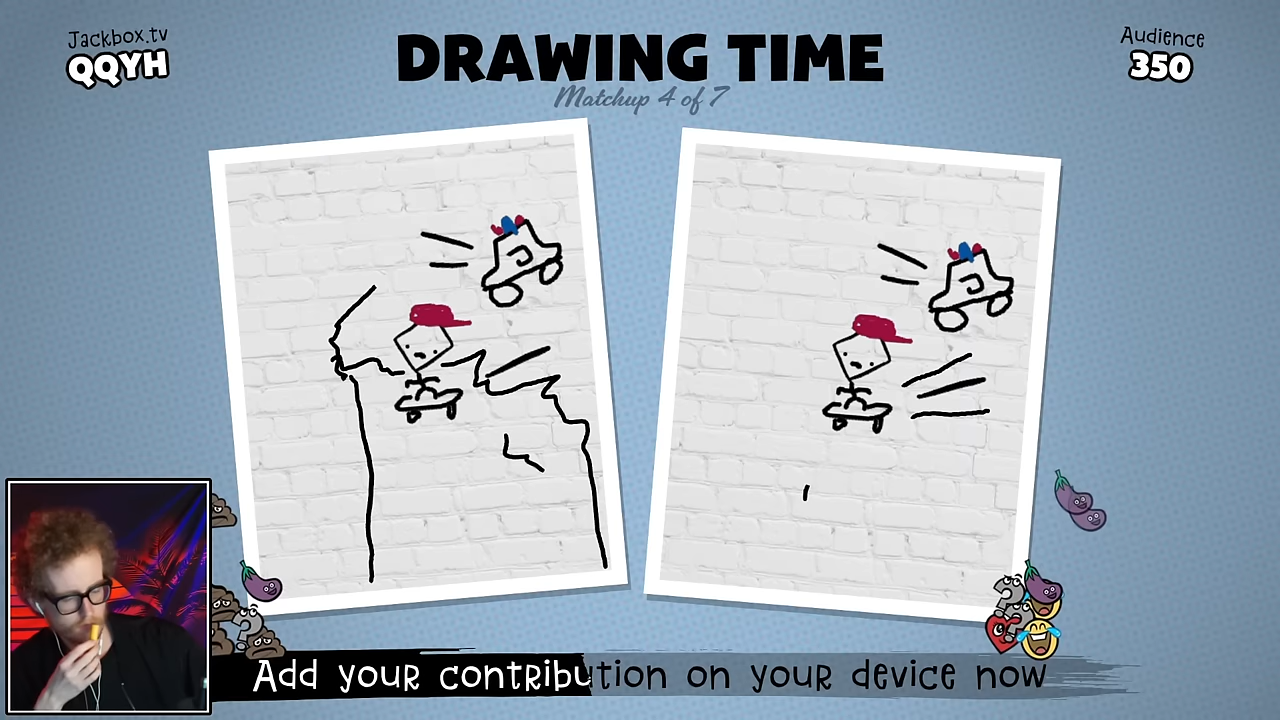 Jackbox.tv
QQYH
DRAWING TIME
Matchup 4 of 7
Audience
350
Add your contribution on your device now